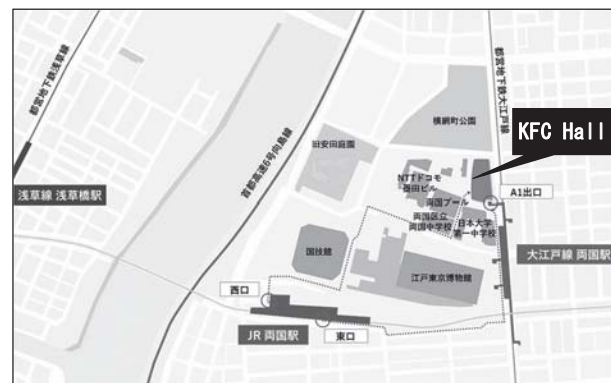 都営地下鉄浅草線
浅草線 浅草橋駅
首都高速6号向島線
都営地下鉄大江戸線
横網町公園
旧安田庭園
KFC Hall
NTTドコモ
墨田ビル
両国プール
A1出口
両国区立
両国中学校
日本大学
第一中学校
国技館
江戸東京博物館
大江戸線 両国駅
西口
JR 両国駅
東口